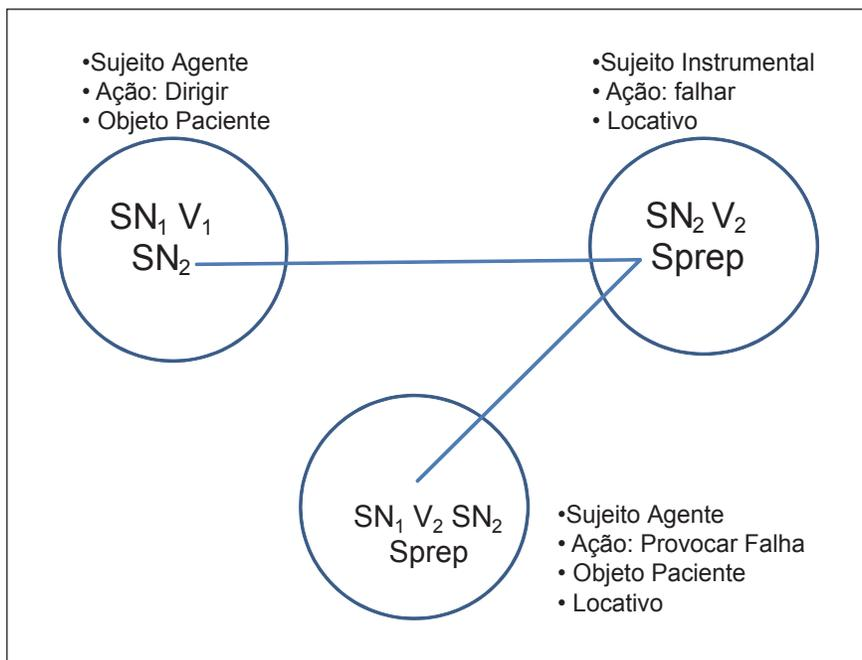 •Sujeito Agente
• Ação: Dirigir
• Objeto Paciente
SN₁ V₁
SN₂
•Sujeito Instrumental
• Ação: falhar
• Locativo
SN₂ V₂
Sprep
SN₁ V₂ SN₂
Sprep
•Sujeito Agente
• Ação: Provocar Falha
• Objeto Paciente
• Locativo